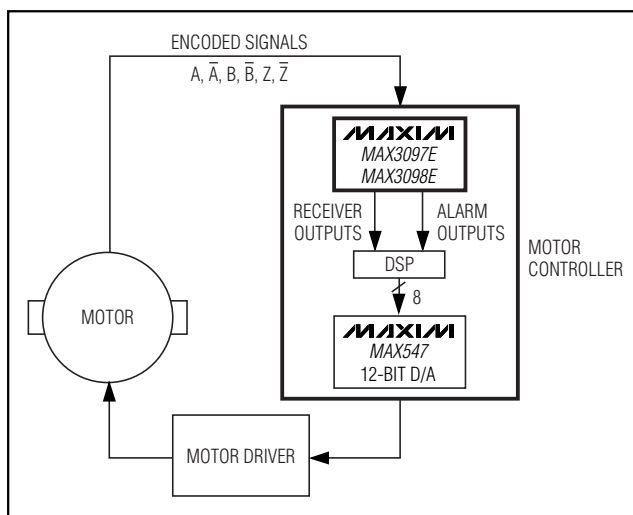 ENCODED SIGNALS
A, A̅, B, B̅, Z, Z̅
MAXIM
MAX3097E
MAX3098E
RECEIVER OUTPUTS
ALARM OUTPUTS
MOTOR CONTROLLER
DSP
8
MOTOR
MAXIM
MAX547
12-BIT D/A
MOTOR DRIVER